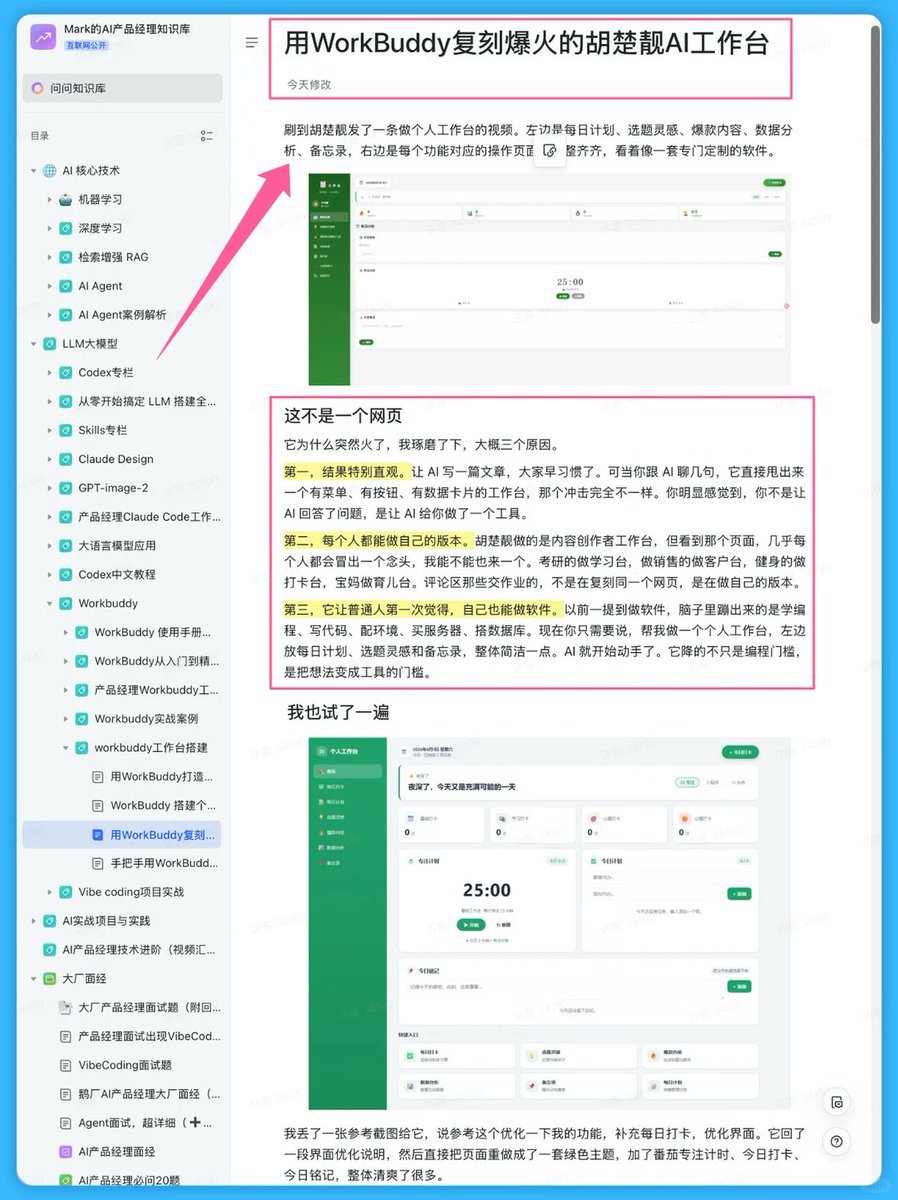 Mark的AI产品经理知识库
互联网公开
问问知识库
目录
AI 核心技术
机器学习
深度学习
检索增强 RAG
AI Agent
AI Agent案例解析
LLM大模型
Codex专栏
从零开始搞定 LLM 搭建全...
Skills专栏
Claude Design
GPT-image-2
产品经理Claude Code工作...
大语言模型应用
Codex中文教程
Workbuddy
WorkBuddy 使用手册...
WorkBuddy从入门到精...
产品经理Workbuddy工...
Workbuddy实战案例
workbuddy工作台搭建
用WorkBuddy打造...
WorkBuddy 搭建个...
用WorkBuddy复刻...
手把手用WorkBudd...
Vibe coding项目实战
AI实战项目与实践
AI产品经理技术进阶（视频汇...
大厂面经
大厂产品经理面试题（附回...
产品经理面试出现VibeCod...
VibeCoding面试题
鹅厂AI产品经理大厂面经（...
Agent面试，超详细（➕...
AI产品经理面经
AI产品经理必问20题
用WorkBuddy复刻爆火的胡楚靓AI工作台
今天修改
刷到胡楚靓发了一条做个人工作台的视频。左边是每日计划、选题灵感、爆款内容、数据分
析、备忘录，右边是每个功能对应的操作页面 整齐齐，看着像一套专门定制的软件。
25:00
这不是一个网页
它为什么突然火了，我琢磨了下，大概三个原因。
第一，结果特别直观。让 AI 写一篇文章，大家早习惯了。可当你跟 AI 聊几句，它直接甩出来
一个有菜单、有按钮、有数据卡片的工作台，那个冲击完全不一样。你明显感觉到，你不是让
AI 回答了问题，是让 AI 给你做了一个工具。
第二，每个人都能做自己的版本。胡楚靓做的是内容创作者工作台，但看到那个页面，几乎每
个人都会冒出一个念头，我能不能也来一个。考研的做学习台，做销售的做客户台，健身的做
打卡台，宝妈做育儿台。评论区那些交作业的，不是在复刻同一个网页，是在做自己的版本。
第三，它让普通人第一次觉得，自己也能做软件。以前一提到做软件，脑子里蹦出来的是学编
程、写代码、配环境、买服务器、搭数据库。现在你只需要说，帮我做一个个人工作台，左边
放每日计划、选题灵感和备忘录，整体简洁一点。AI 就开始动手了。它降的不只是编程门槛，
是把想法变成工具的门槛。
我也试了一遍
个人工作台
夜深了
夜深了，今天又是充满可能的一天
每日打卡
每日计划
选题灵感
爆款内容
数据分析
备忘录
0
0
0
0
专注计划
今日计划
25:00
开始
今日铭记
快捷入口
每日打卡
选题灵感
爆款内容
数据分析
备忘录
每日计划
我丢了一张参考截图给它，说参考这个优化一下我的功能，补充每日打卡，优化界面。它回了
一段界面优化说明，然后直接把页面重做成了一套绿色主题，加了番茄专注计时、今日打卡、
今日铭记，整体清爽了很多。